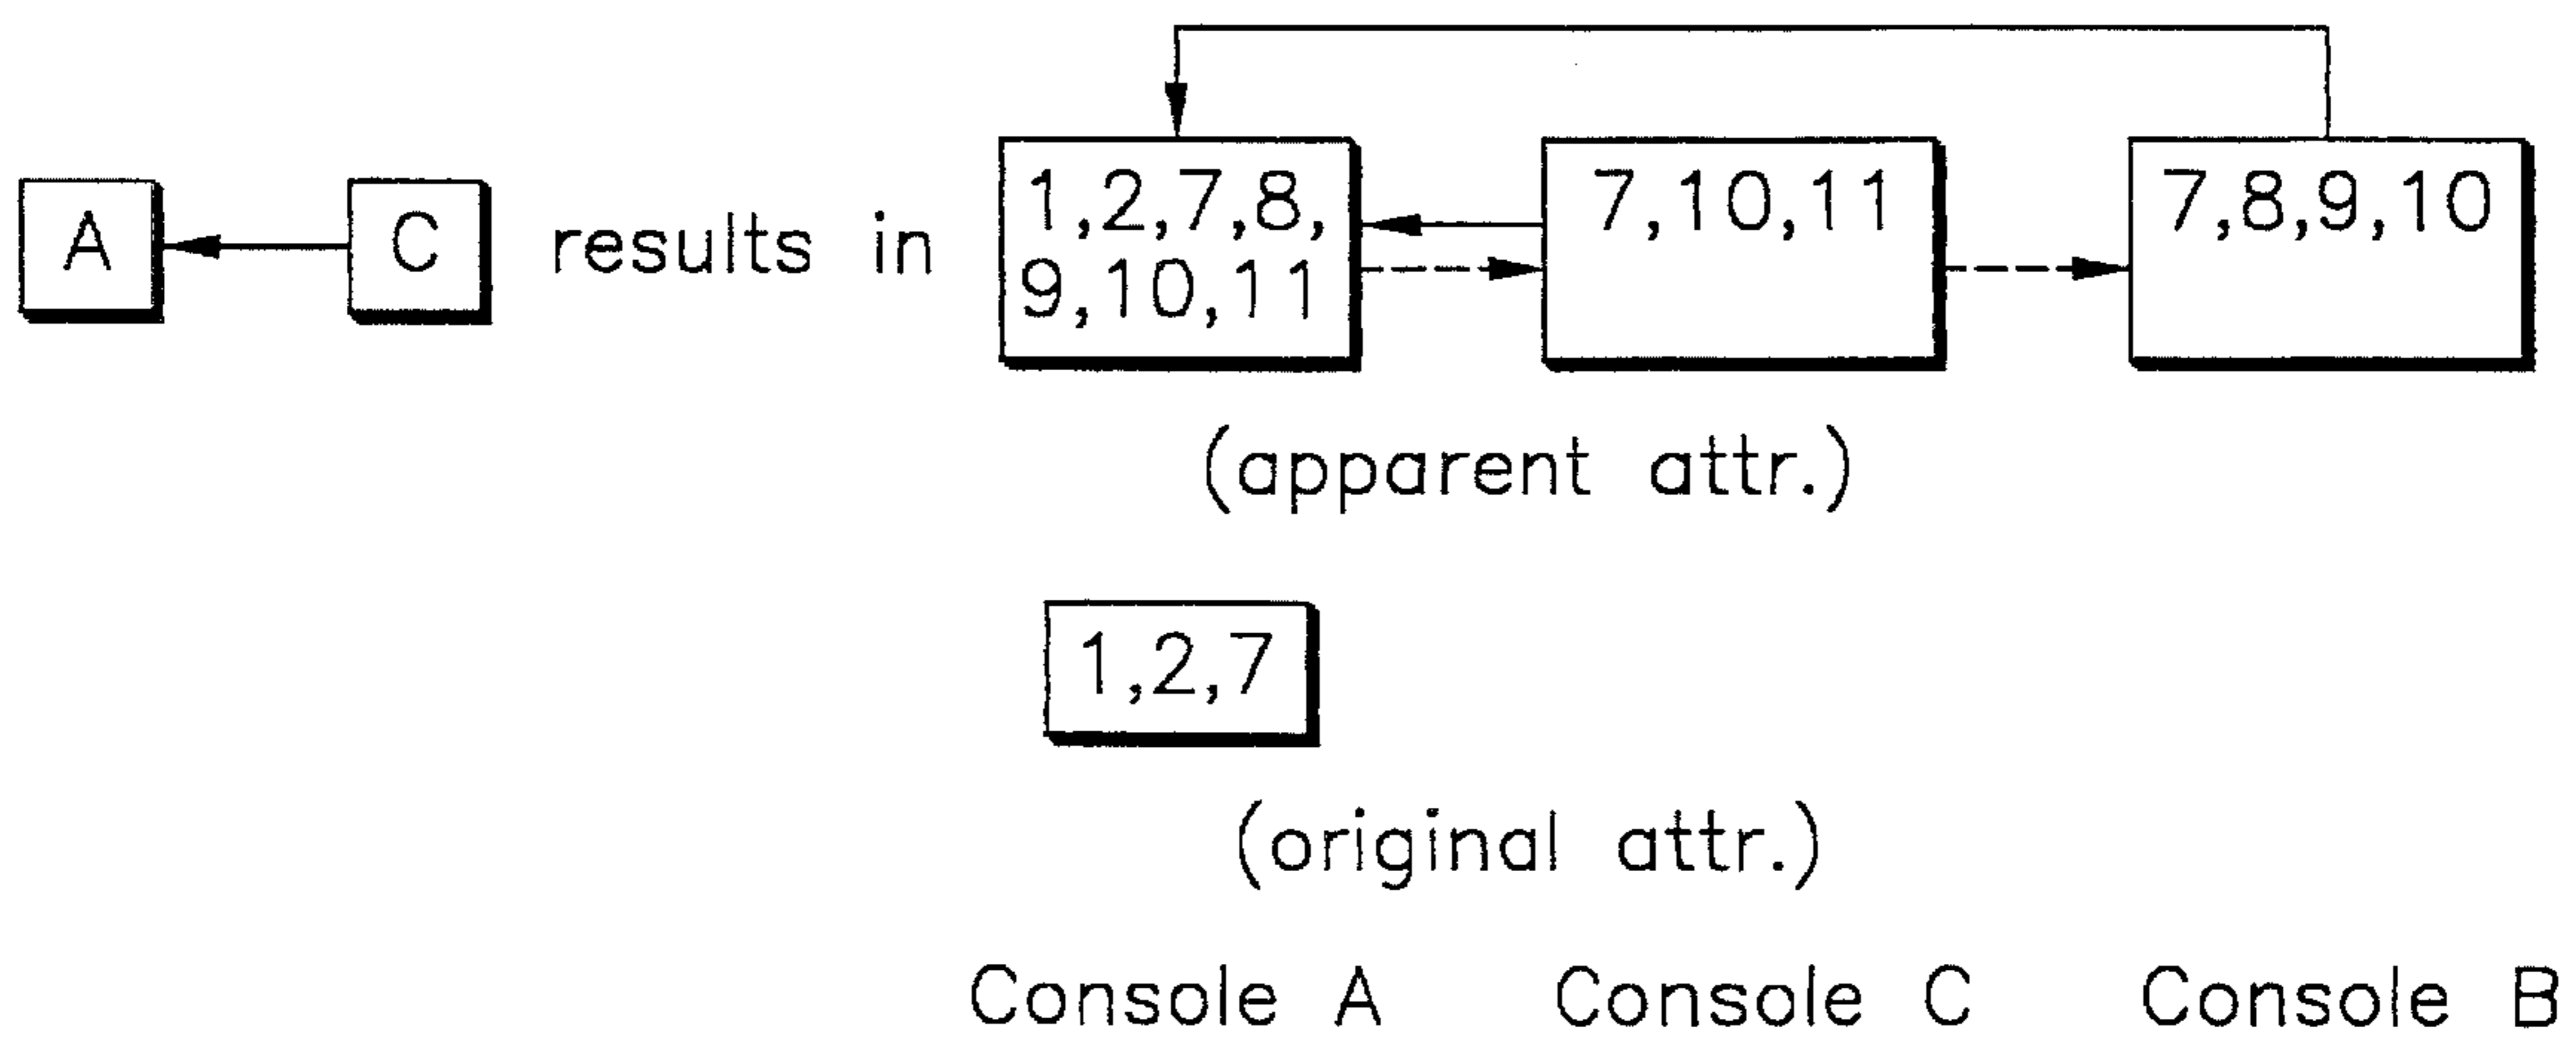 A C results in 1,2,7,8, 7,10,11 7,8,9,10
9,10,11
(apparent attr.)
1,2,7
(original attr.)
Console A Console C Console B